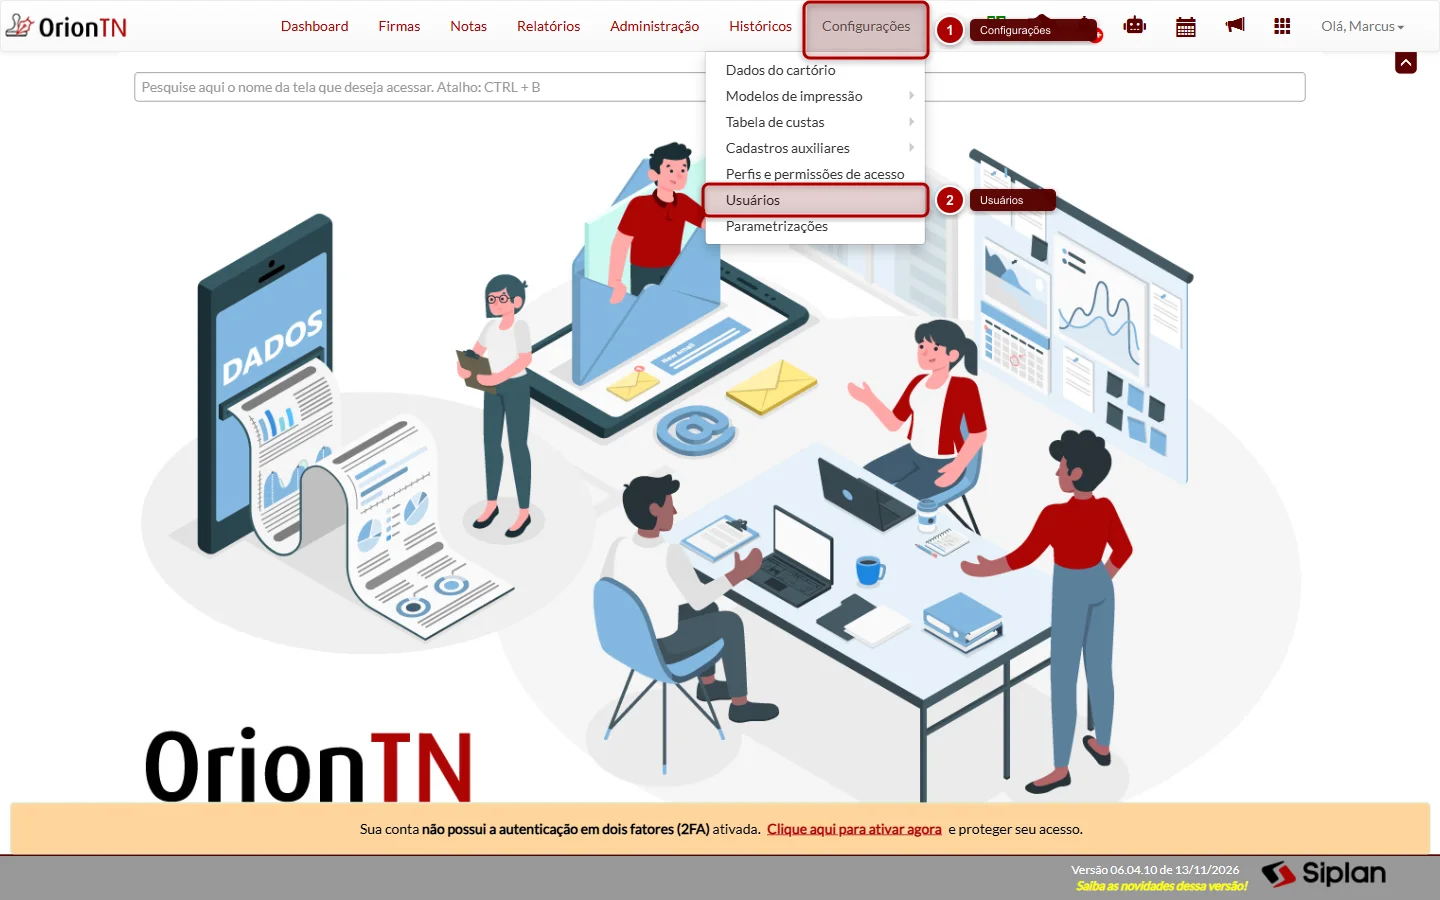 OrionTN
Dashboard
Firmas
Notas
Relatórios
Administração
Históricos
Configurações
1
Configurações
Olá, Marcus
Pesquise aqui o nome da tela que deseja acessar. Atalho: CTRL + B
Dados do cartório
Modelos de impressão
Tabela de custas
Cadastros auxiliares
Perfis e permissões de acesso
Usuários
2
Usuários
Parametrizações
DADOS
New email
@
OrionTN
Sua conta não possui a autenticação em dois fatores (2FA) ativada. Clique aqui para ativar agora e proteger seu acesso.
Versão 06.04.10 de 13/11/2026
Saiba as novidades dessa versão!
Siplan